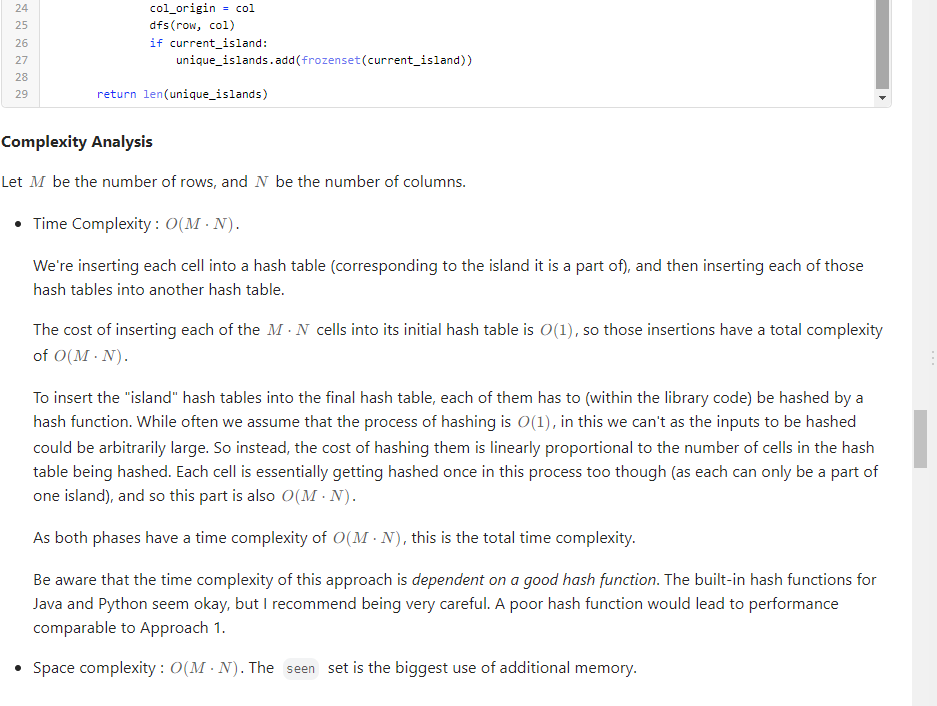 24 col_origin = col
25 dfs(row, col)
26 if current_island:
27 unique_islands.add(frozenset(current_island))
28
29 return len(unique_islands)
Complexity Analysis
Let M be the number of rows, and N be the number of columns.
• Time Complexity : O(M · N).
We're inserting each cell into a hash table (corresponding to the island it is a part of), and then inserting each of those
hash tables into another hash table.
The cost of inserting each of the M · N cells into its initial hash table is O(1), so those insertions have a total complexity
of O(M · N).
To insert the "island" hash tables into the final hash table, each of them has to (within the library code) be hashed by a
hash function. While often we assume that the process of hashing is O(1), in this we can't as the inputs to be hashed
could be arbitrarily large. So instead, the cost of hashing them is linearly proportional to the number of cells in the hash
table being hashed. Each cell is essentially getting hashed once in this process too though (as each can only be a part of
one island), and so this part is also O(M · N).
As both phases have a time complexity of O(M · N), this is the total time complexity.
Be aware that the time complexity of this approach is dependent on a good hash function. The built-in hash functions for
Java and Python seem okay, but I recommend being very careful. A poor hash function would lead to performance
comparable to Approach 1.
• Space complexity : O(M · N). The seen set is the biggest use of additional memory.